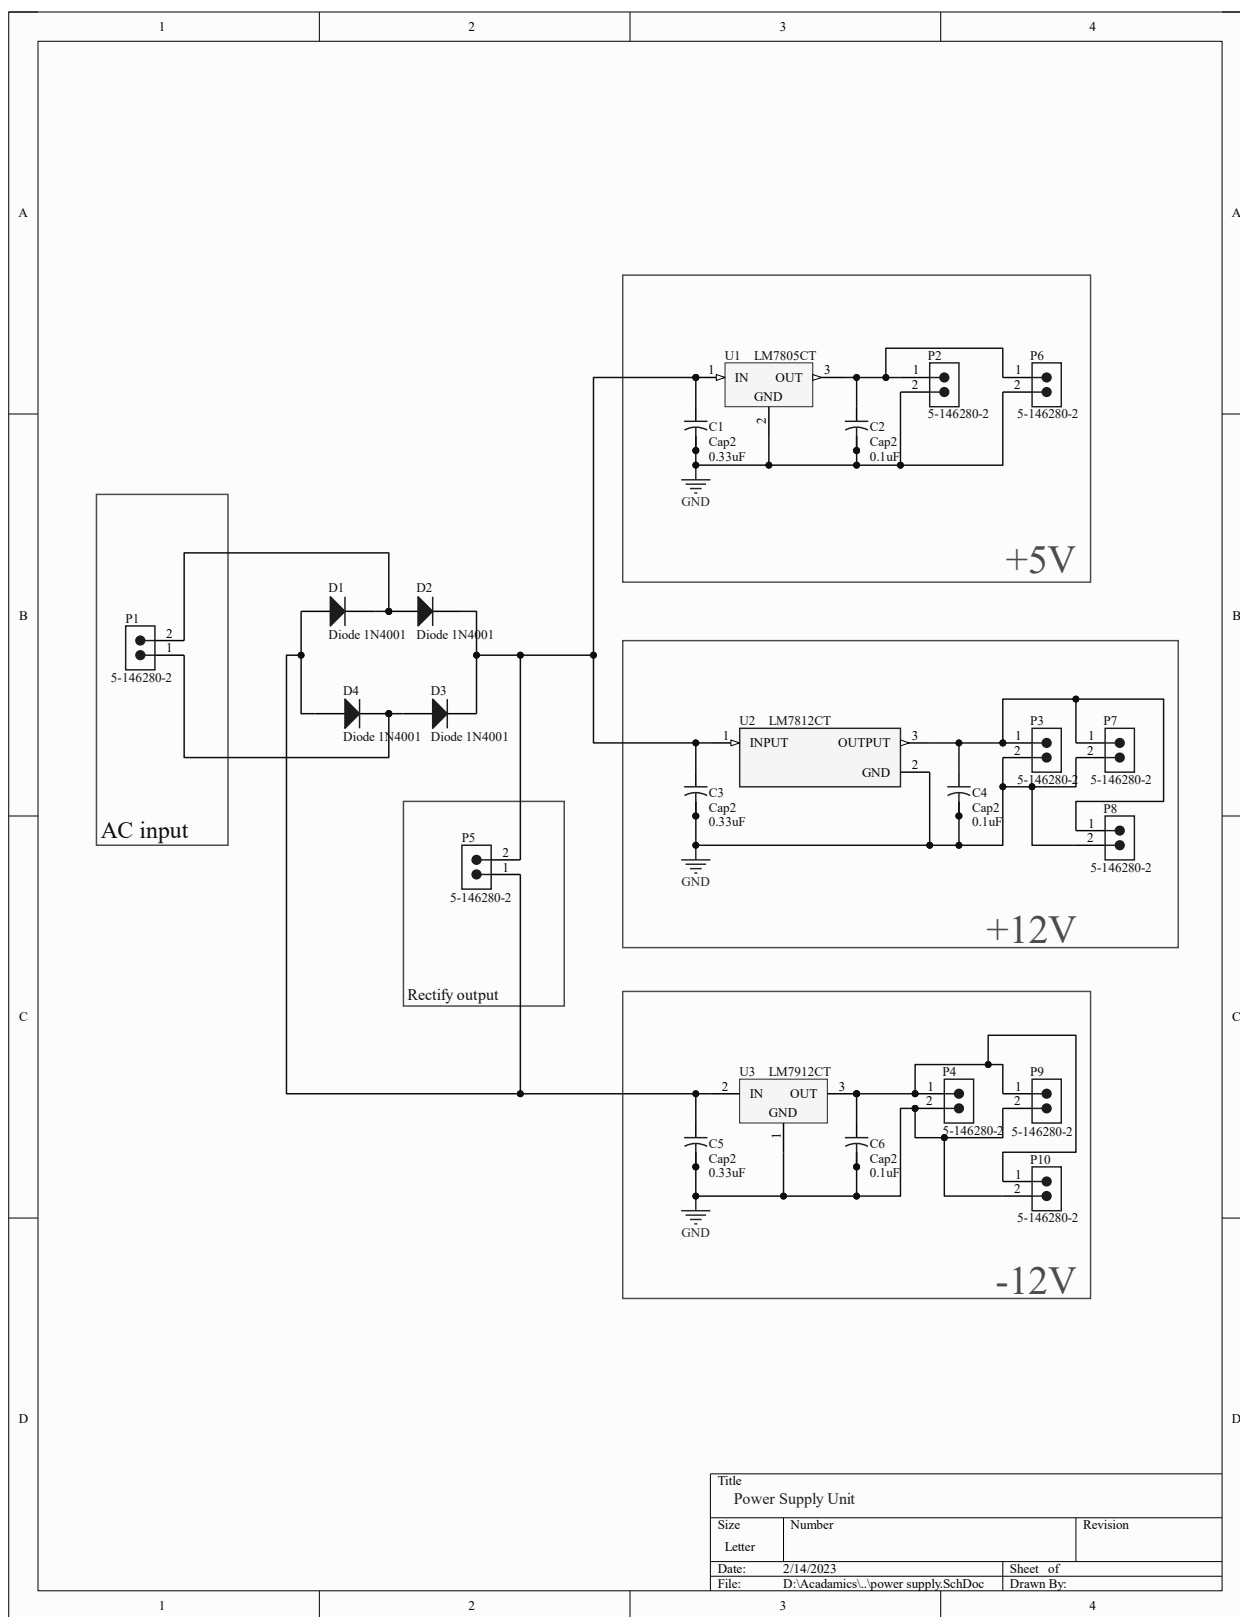 1 2 3 4
A A
U1 LM7805CT
P2 P6
1 IN OUT 3 1 1
GND 2 2
2
C1 C2 5-146280-2 5-146280-2
Cap2 Cap2
0.33uF 0.1uF
GND
+5V
D1 D2
B B
P1
2
1
Diode 1N4001 Diode 1N4001
5-146280-2
D4 D3
Diode 1N4001 Diode 1N4001
AC input
U2 LM7812CT P3 P7
1 INPUT OUTPUT 3 1 1
GND 2 2 2
5-146280-2 5-146280-2
C3 C4
Cap2 Cap2
0.33uF 0.1uF
P8
1
2
5-146280-2
GND
+12V
P5
2
1
5-146280-2
Rectify output
C C
U3 LM7912CT P4 P9
2 IN OUT 3 1 1
GND 2 2
1
5-146280-2 5-146280-2
C5 C6
Cap2 Cap2
0.33uF 0.1uF
P10
1
2
5-146280-2
GND
-12V
D D
Title
Power Supply Unit
Size Number Revision
Letter
Date: 2/14/2023 Sheet of
File: D:\Acadamics\..\power supply.SchDoc Drawn By:
1 2 3 4